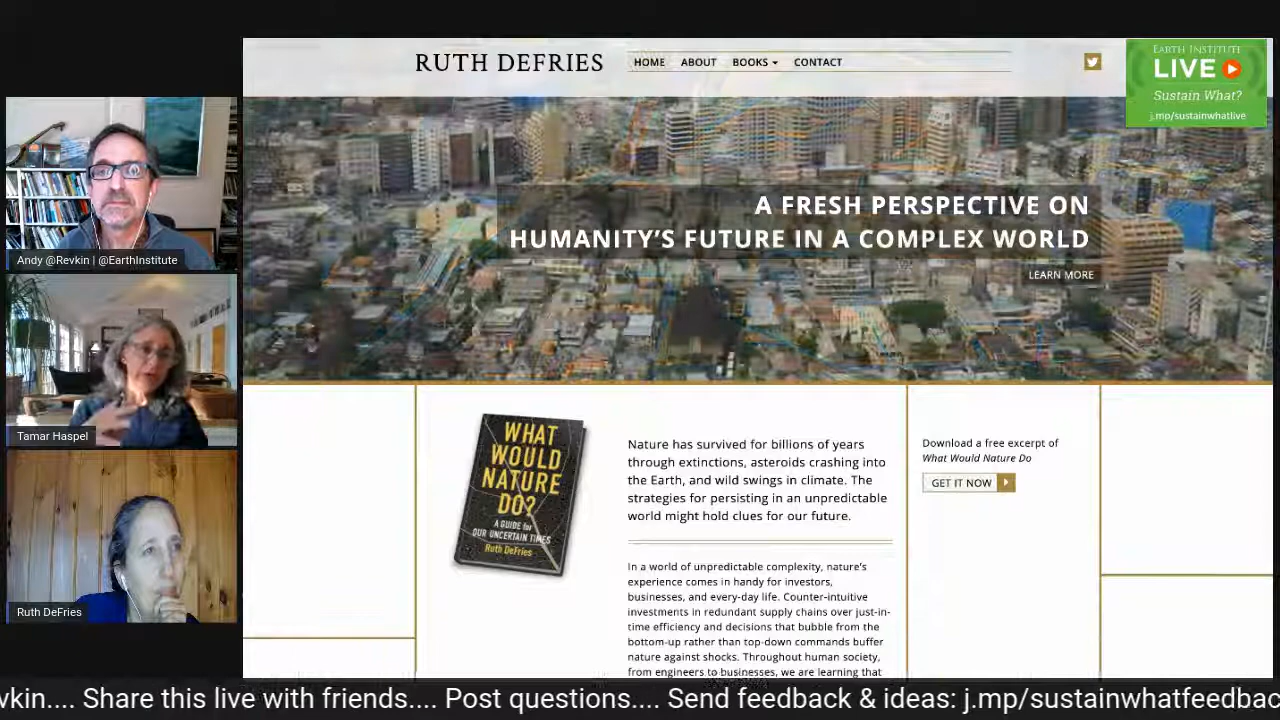 RUTH DEFRIES
HOME ABOUT BOOKS CONTACT
EARTH INSTITUTE
LIVE
Sustain What?
j.mp/sustainwhatlive
A FRESH PERSPECTIVE ON
HUMANITY'S FUTURE IN A COMPLEX WORLD
LEARN MORE
Andy @Revkin | @EarthInstitute
Tamar Haspel
Ruth DeFries
WHAT
WOULD
NATURE
DO?
A GUIDE for
OUR UNCERTAIN TIMES
Ruth DeFries
Nature has survived for billions of years
through extinctions, asteroids crashing into
the Earth, and wild swings in climate. The
strategies for persisting in an unpredictable
world might hold clues for our future.
In a world of unpredictable complexity, nature's
experience comes in handy for investors,
businesses, and every-day life. Counter-intuitive
investments in redundant supply chains over just-in-
time efficiency and decisions that bubble from the
bottom-up rather than top-down commands buffer
nature against shocks. Throughout human society,
from engineers to businesses, we are learning that
Download a free excerpt of
What Would Nature Do
GET IT NOW
vkin.... Share this live with friends.... Post questions.... Send feedback & ideas: j.mp/sustainwhatfeedbac